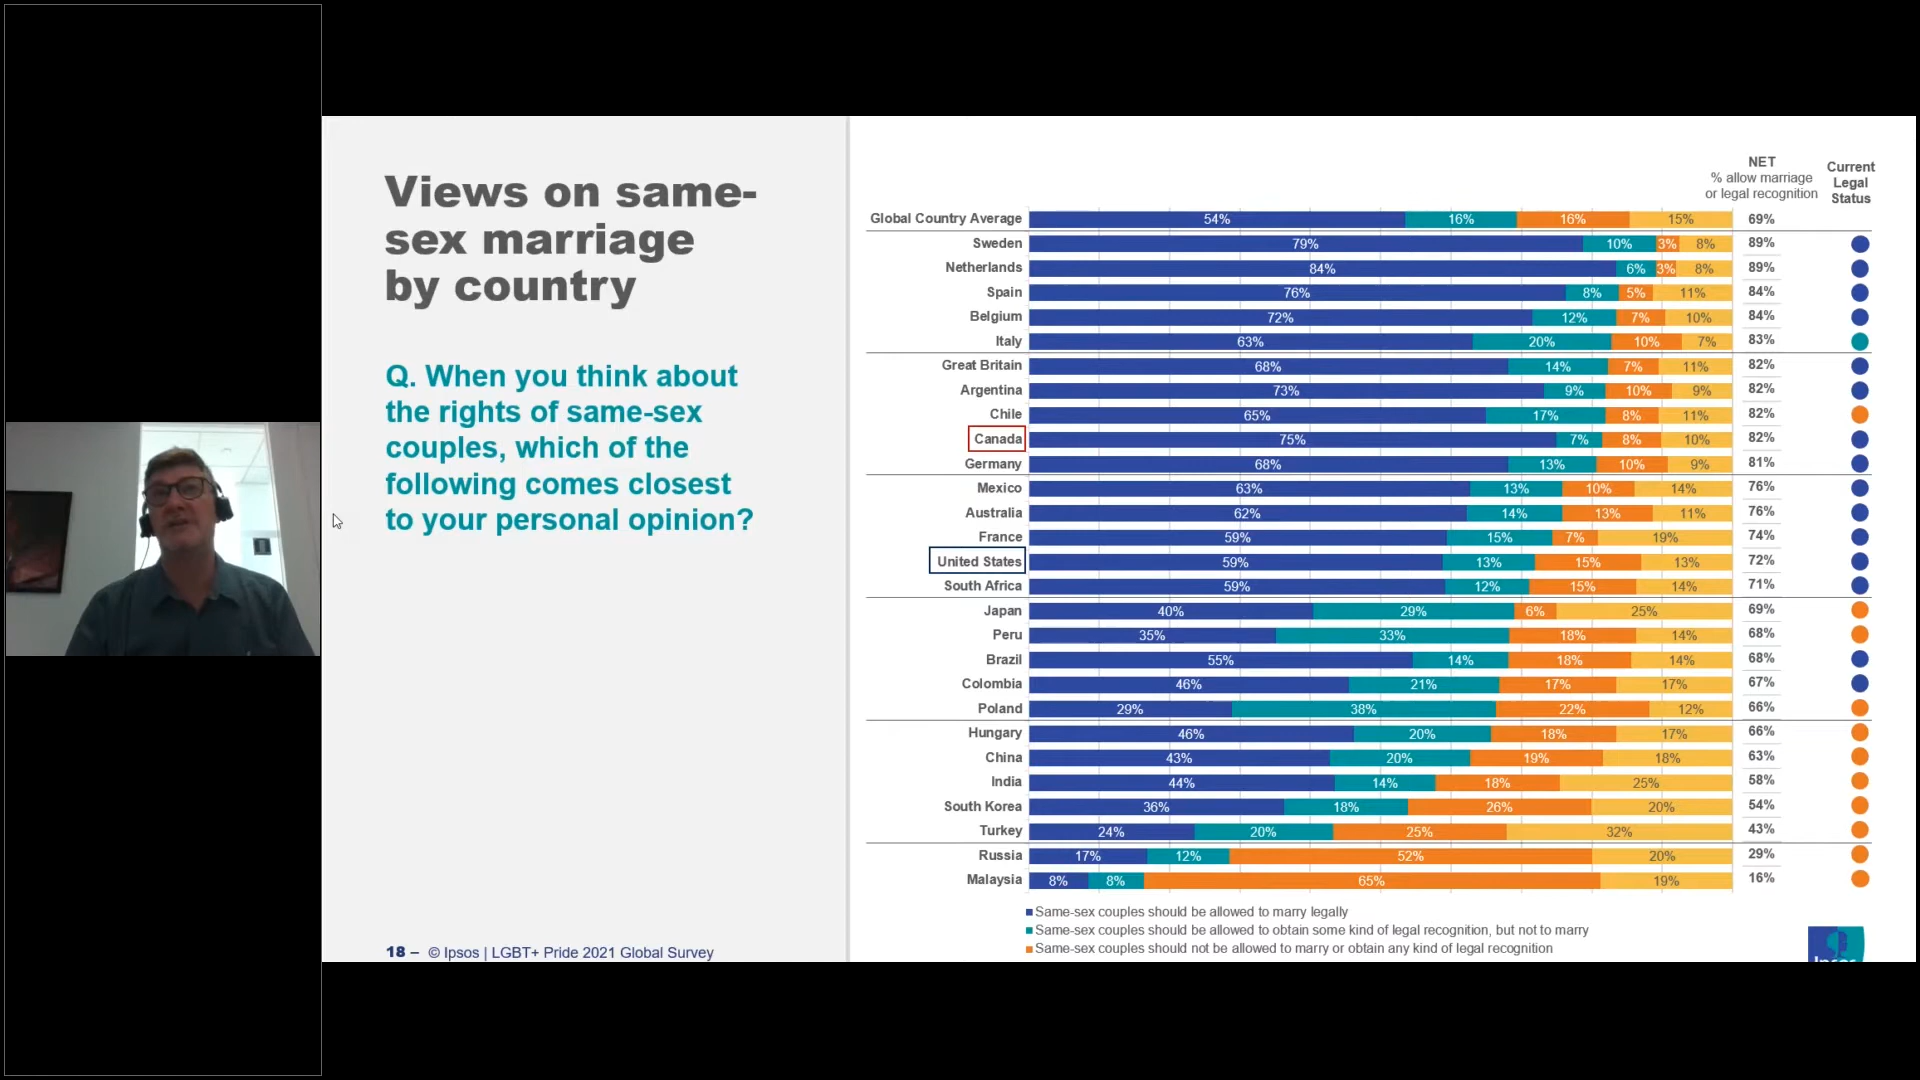 Views on same-
sex marriage
by country
Q. When you think about
the rights of same-sex
couples, which of the
following comes closest
to your personal opinion?
18 – © Ipsos | LGBT+ Pride 2021 Global Survey
NET
% allow marriage
or legal recognition
Current
Legal
Status
Global Country Average 54% 16% 16% 15% 69%
Sweden 79% 10% 3% 8% 89%
Netherlands 84% 6% 3% 8% 89%
Spain 76% 8% 5% 11% 84%
Belgium 72% 12% 7% 10% 84%
Italy 63% 20% 10% 7% 83%
Great Britain 68% 14% 7% 11% 82%
Argentina 73% 9% 10% 9% 82%
Chile 65% 17% 8% 11% 82%
Canada 75% 7% 8% 10% 82%
Germany 68% 13% 10% 9% 81%
Mexico 63% 13% 10% 14% 76%
Australia 62% 14% 13% 11% 76%
France 59% 15% 7% 19% 74%
United States 59% 13% 15% 13% 72%
South Africa 59% 12% 15% 14% 71%
Japan 40% 29% 6% 25% 69%
Peru 35% 33% 18% 14% 68%
Brazil 55% 14% 18% 14% 68%
Colombia 46% 21% 17% 17% 67%
Poland 29% 38% 22% 12% 66%
Hungary 46% 20% 18% 17% 66%
China 43% 20% 19% 18% 63%
India 44% 14% 18% 25% 58%
South Korea 36% 18% 26% 20% 54%
Turkey 24% 20% 25% 32% 43%
Russia 17% 12% 52% 20% 29%
Malaysia 8% 8% 65% 19% 16%
Same-sex couples should be allowed to marry legally
Same-sex couples should be allowed to obtain some kind of legal recognition, but not to marry
Same-sex couples should not be allowed to marry or obtain any kind of legal recognition
Ipsos